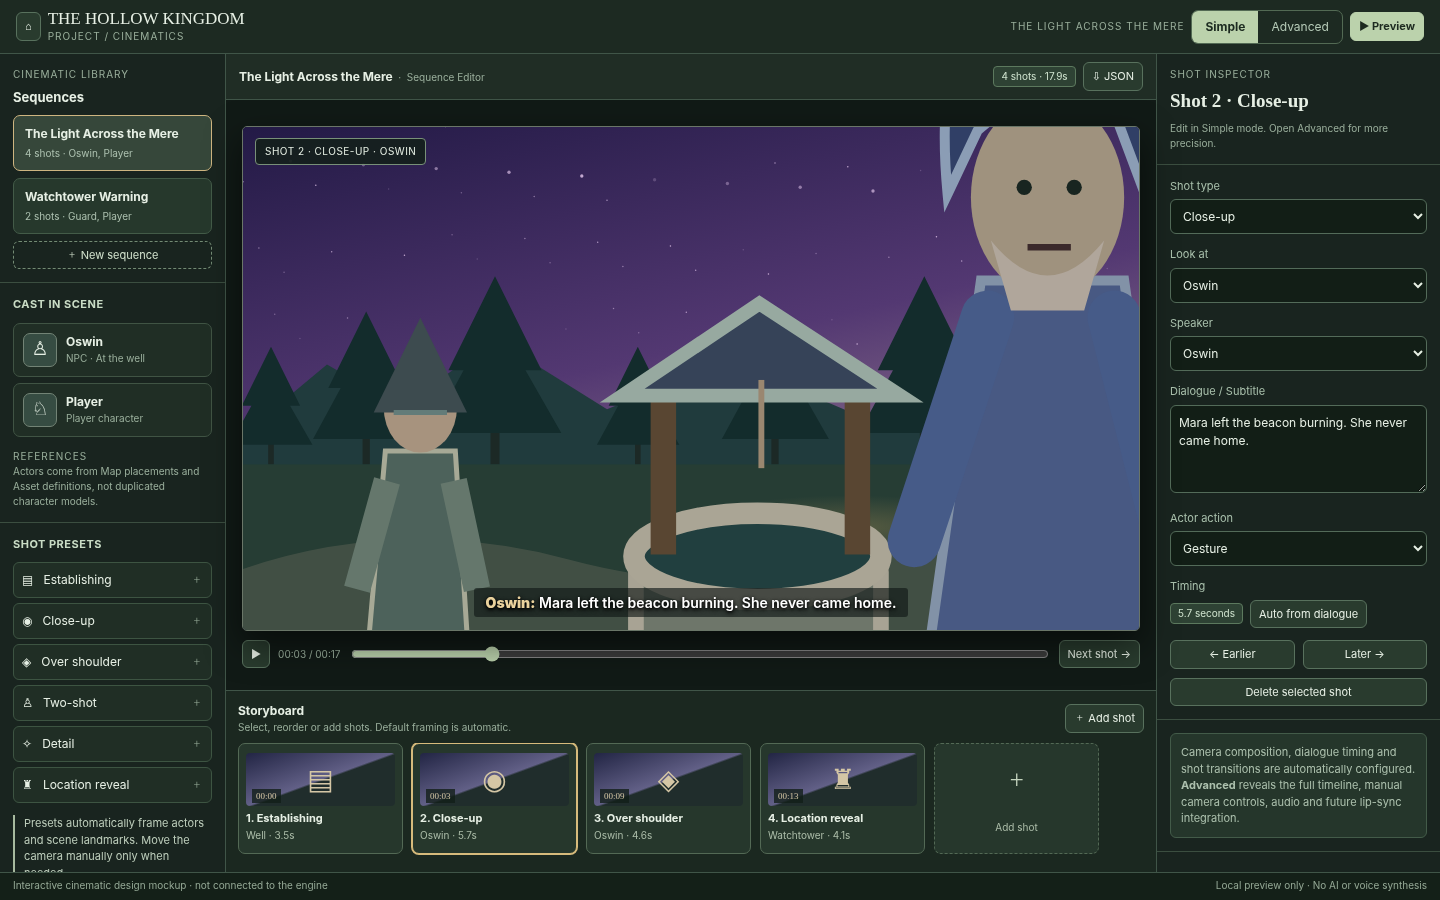 THE HOLLOW KINGDOM
PROJECT / CINEMATICS
THE LIGHT ACROSS THE MERE
Simple
Advanced
▶ Preview
CINEMATIC LIBRARY
Sequences
The Light Across the Mere
4 shots · Oswin, Player
Watchtower Warning
2 shots · Guard, Player
+ New sequence
CAST IN SCENE
Oswin
NPC · At the well
Player
Player character
REFERENCES
Actors come from Map placements and
Asset definitions, not duplicated
character models.
SHOT PRESETS
Establishing +
Close-up +
Over shoulder +
Two-shot +
Detail +
Location reveal +
Presets automatically frame actors
and scene landmarks. Move the
camera manually only when
needed.
The Light Across the Mere · Sequence Editor
4 shots · 17.9s
⇩ JSON
SHOT 2 · CLOSE-UP · OSWIN
Oswin: Mara left the beacon burning. She never came home.
00:03 / 00:17
Next shot →
Storyboard
Select, reorder or add shots. Default framing is automatic.
+ Add shot
00:00
1. Establishing
Well · 3.5s
00:03
2. Close-up
Oswin · 5.7s
00:09
3. Over shoulder
Oswin · 4.6s
00:13
4. Location reveal
Watchtower · 4.1s
+
Add shot
SHOT INSPECTOR
Shot 2 · Close-up
Edit in Simple mode. Open Advanced for more
precision.
Shot type
Close-up
Look at
Oswin
Speaker
Oswin
Dialogue / Subtitle
Mara left the beacon burning. She never
came home.
Actor action
Gesture
Timing
5.7 seconds
Auto from dialogue
← Earlier
Later →
Delete selected shot
Camera composition, dialogue timing and
shot transitions are automatically configured.
Advanced reveals the full timeline, manual
camera controls, audio and future lip-sync
integration.
Interactive cinematic design mockup · not connected to the engine
Local preview only · No AI or voice synthesis